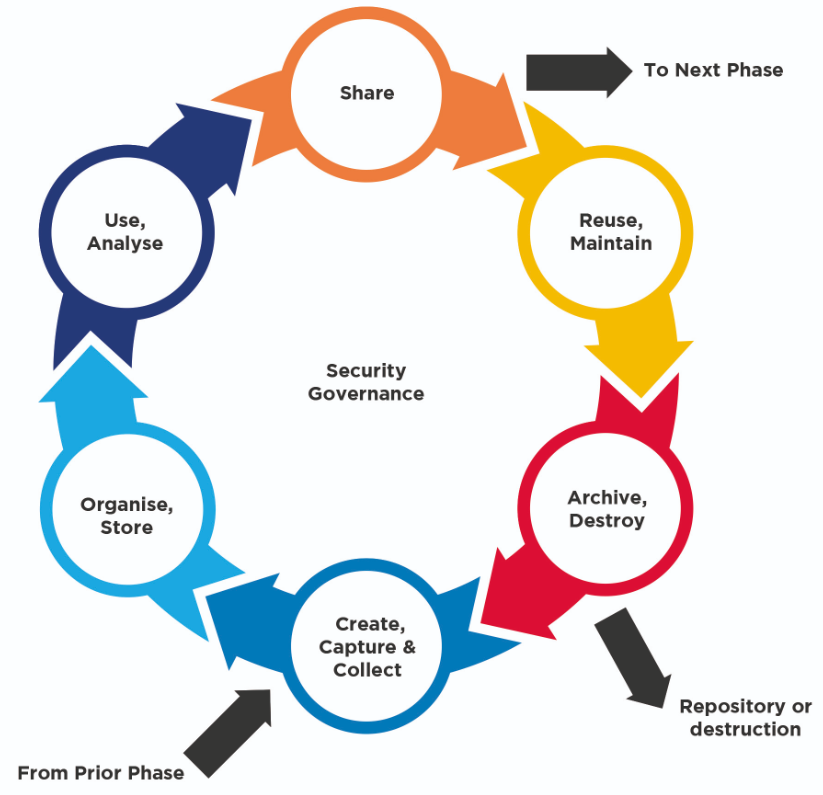 Share
To Next Phase
Use,
Analyse
Reuse,
Maintain
Security
Governance
Organise,
Store
Archive,
Destroy
Create,
Capture &
Collect
Repository or
destruction
From Prior Phase